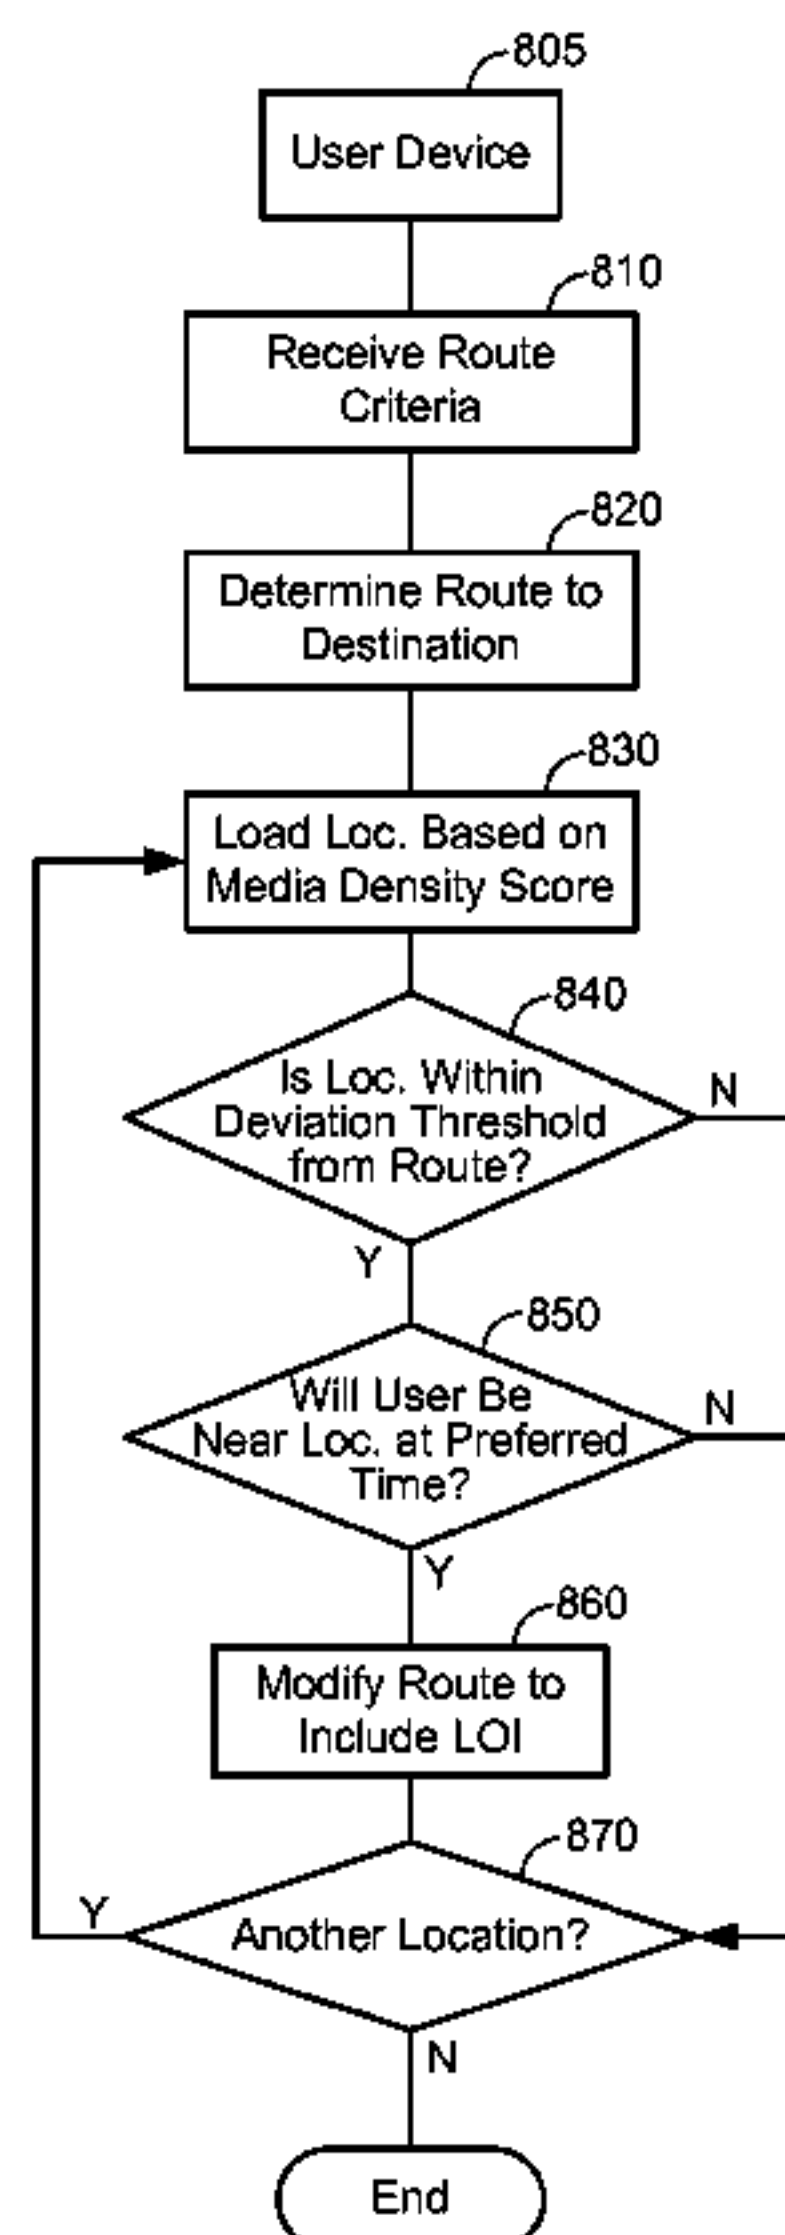 805
User Device
810
Receive Route
Criteria
820
Determine Route to
Destination
830
Load Loc. Based on
Media Density Score
840
Is Loc. Within
Deviation Threshold
from Route?
N
Y
850
Will User Be
Near Loc. at Preferred
Time?
N
Y
860
Modify Route to
Include LOI
870
Another Location?
Y
N
End